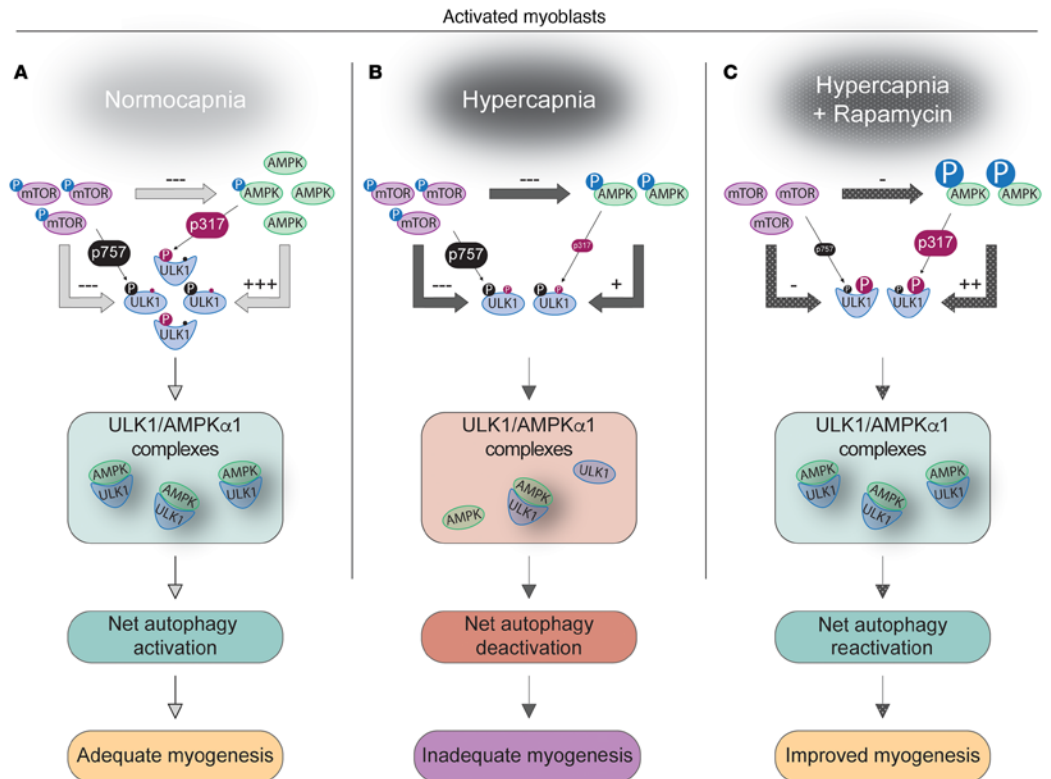 Activated myoblasts
A
Normocapnia
P
mTOR
P
mTOR
P
mTOR
---
AMPK
P
AMPK
AMPK
AMPK
p317
p757
P
ULK1
---
+++
P
ULK1
P
ULK1
P
ULK1
ULK1/AMPKα1
complexes
AMPK
ULK1
AMPK
ULK1
AMPK
ULK1
Net autophagy
activation
Adequate myogenesis
B
Hypercapnia
P
mTOR
P
mTOR
P
mTOR
---
P
AMPK
P
AMPK
p757
p317
---
+
P
P
ULK1
P
P
ULK1
ULK1/AMPKα1
complexes
ULK1
AMPK
ULK1
AMPK
Net autophagy
deactivation
Inadequate myogenesis
C
Hypercapnia
+ Rapamycin
mTOR
mTOR
mTOR
-
P
AMPK
P
AMPK
p757
p317
-
++
P
P
ULK1
P
P
ULK1
ULK1/AMPKα1
complexes
AMPK
ULK1
AMPK
ULK1
AMPK
ULK1
Net autophagy
reactivation
Improved myogenesis